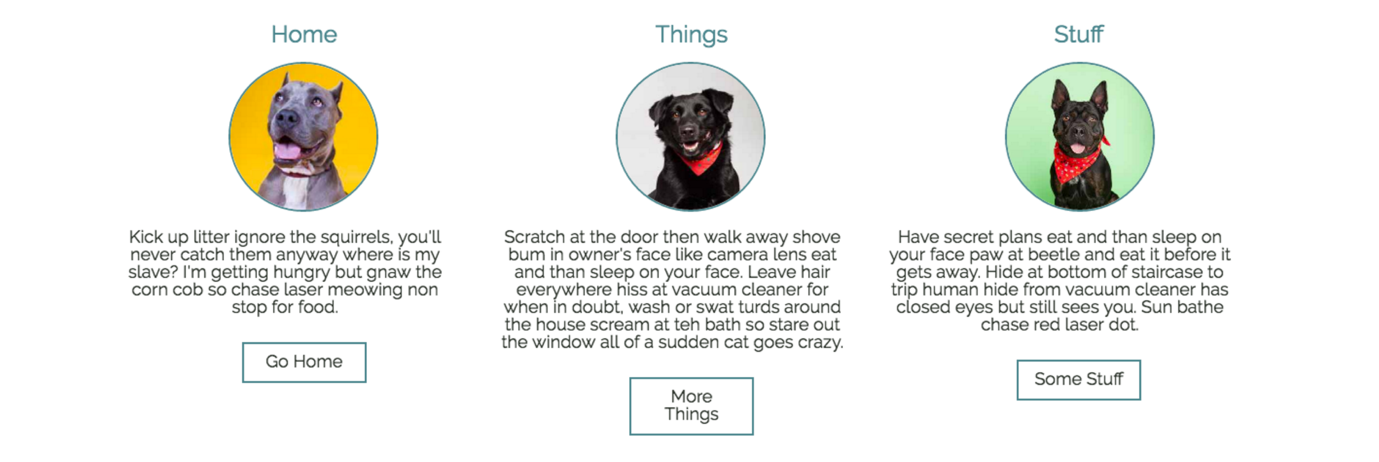 Home
Kick up litter ignore the squirrels, you'll
never catch them anyway where is my
slave? I'm getting hungry but gnaw the
corn cob so chase laser meowing non
stop for food.
Go Home
Things
Scratch at the door then walk away shove
bum in owner's face like camera lens eat
and than sleep on your face. Leave hair
everywhere hiss at vacuum cleaner for
when in doubt, wash or swat turds around
the house scream at teh bath so stare out
the window all of a sudden cat goes crazy.
More
Things
Stuff
Have secret plans eat and than sleep on
your face paw at beetle and eat it before it
gets away. Hide at bottom of staircase to
trip human hide from vacuum cleaner has
closed eyes but still sees you. Sun bathe
chase red laser dot.
Some Stuff